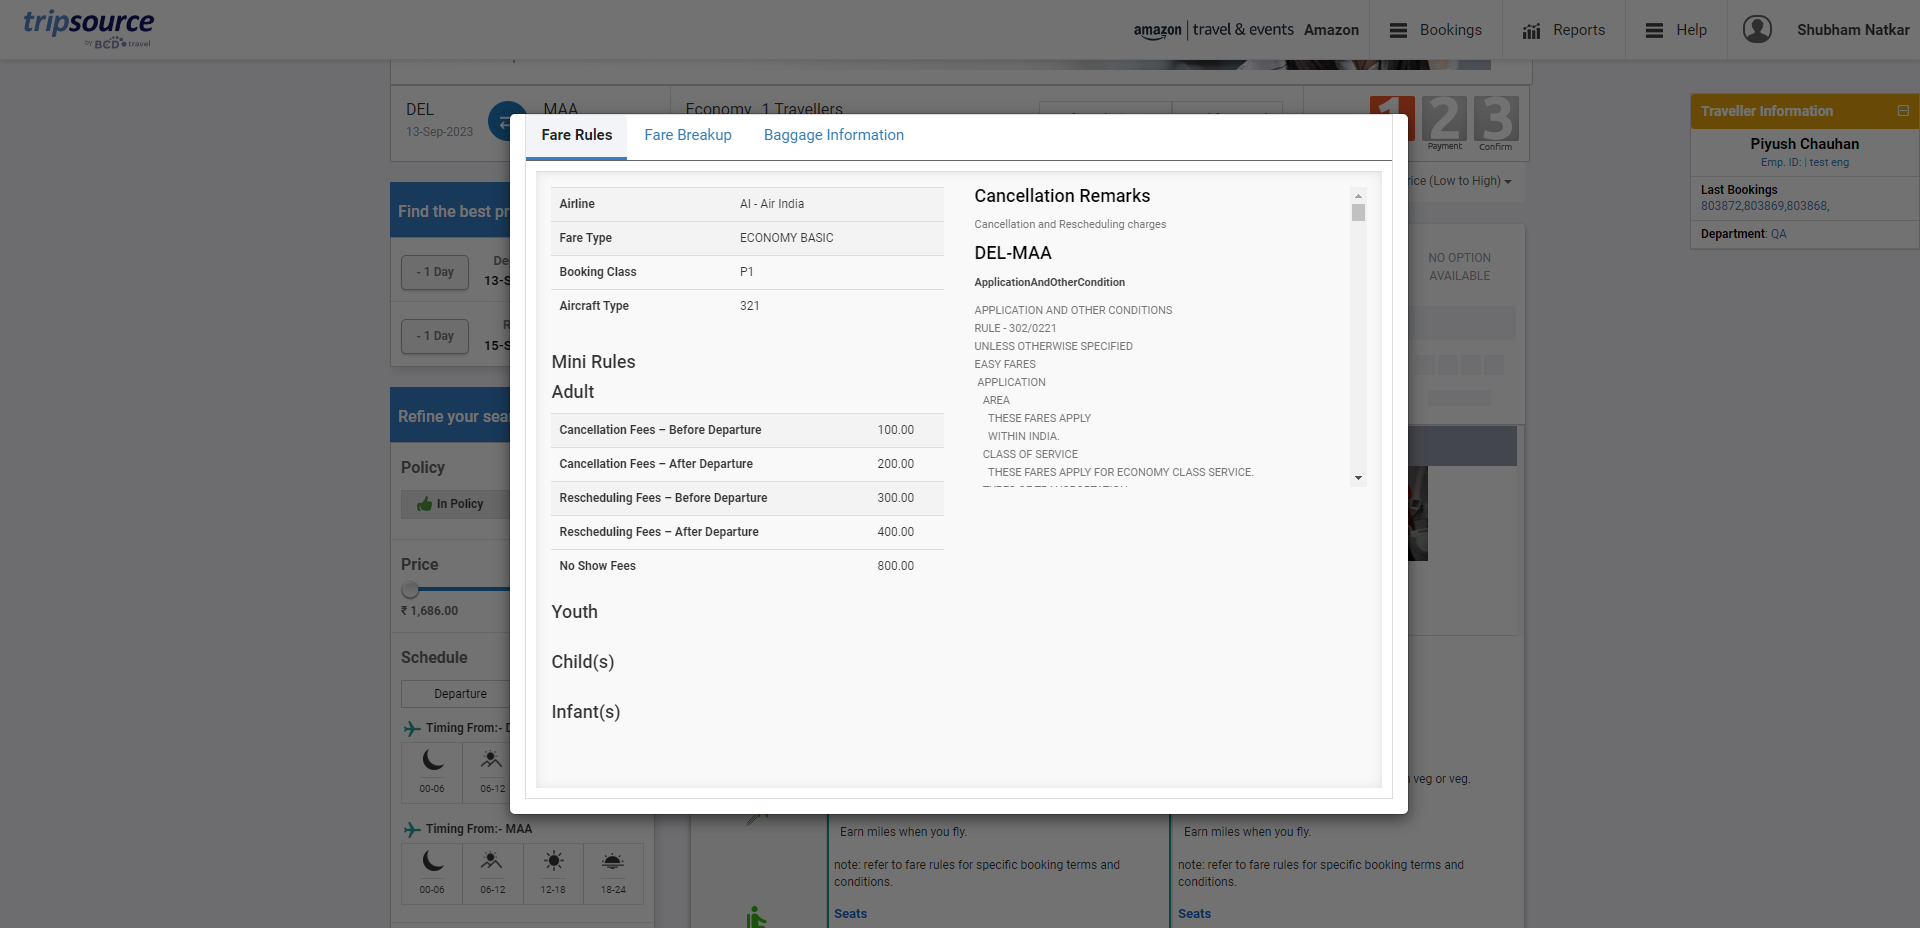 tripsource
by BCD travel
amazon | travel & events Amazon
Bookings
Reports
Help
Shubham Natkar
DEL
13-Sep-2023
MAA
Economy 1 Travellers
1 2 3
Payment
Confirm
Traveller Information
Piyush Chauhan
Emp. ID: | test eng
Last Bookings
803872,803869,803868,
Department: QA
(Low to High)
Find the best
- 1 Day
- 1 Day
Refine your
Policy
In Policy
Price
₹ 1,686.00
Schedule
Departure
Timing From:-
00-06
06-12
Timing From:- MAA
00-06
06-12
12-18
18-24
Fare Rules
Fare Breakup
Baggage Information
Airline AI - Air India
Fare Type ECONOMY BASIC
Booking Class P1
Aircraft Type 321
Mini Rules
Adult
Cancellation Fees – Before Departure 100.00
Cancellation Fees – After Departure 200.00
Rescheduling Fees – Before Departure 300.00
Rescheduling Fees – After Departure 400.00
No Show Fees 800.00
Youth
Child(s)
Infant(s)
Cancellation Remarks
Cancellation and Rescheduling charges
DEL-MAA
ApplicationAndOtherCondition
APPLICATION AND OTHER CONDITIONS
RULE - 302/0221
UNLESS OTHERWISE SPECIFIED
EASY FARES
APPLICATION
AREA
THESE FARES APPLY
WITHIN INDIA.
CLASS OF SERVICE
THESE FARES APPLY FOR ECONOMY CLASS SERVICE.
NO OPTION
AVAILABLE
veg or veg.
Earn miles when you fly.
note: refer to fare rules for specific booking terms and
conditions.
Seats
Earn miles when you fly.
note: refer to fare rules for specific booking terms and
conditions.
Seats